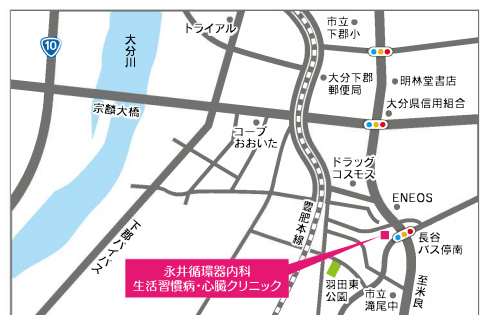 トライアル
市立
下郡小
10
大分川
大分下郡
郵便局
明林堂書店
大分県信用組合
宗麟大橋
コープ
おおいた
ドラッグ
コスモス
ENEOS
豊肥本線
下郡バイパス
長谷
バス停南
永井循環器内科
生活習慣病・心臓クリニック
羽田東
公園
市立
滝尾中
至米良